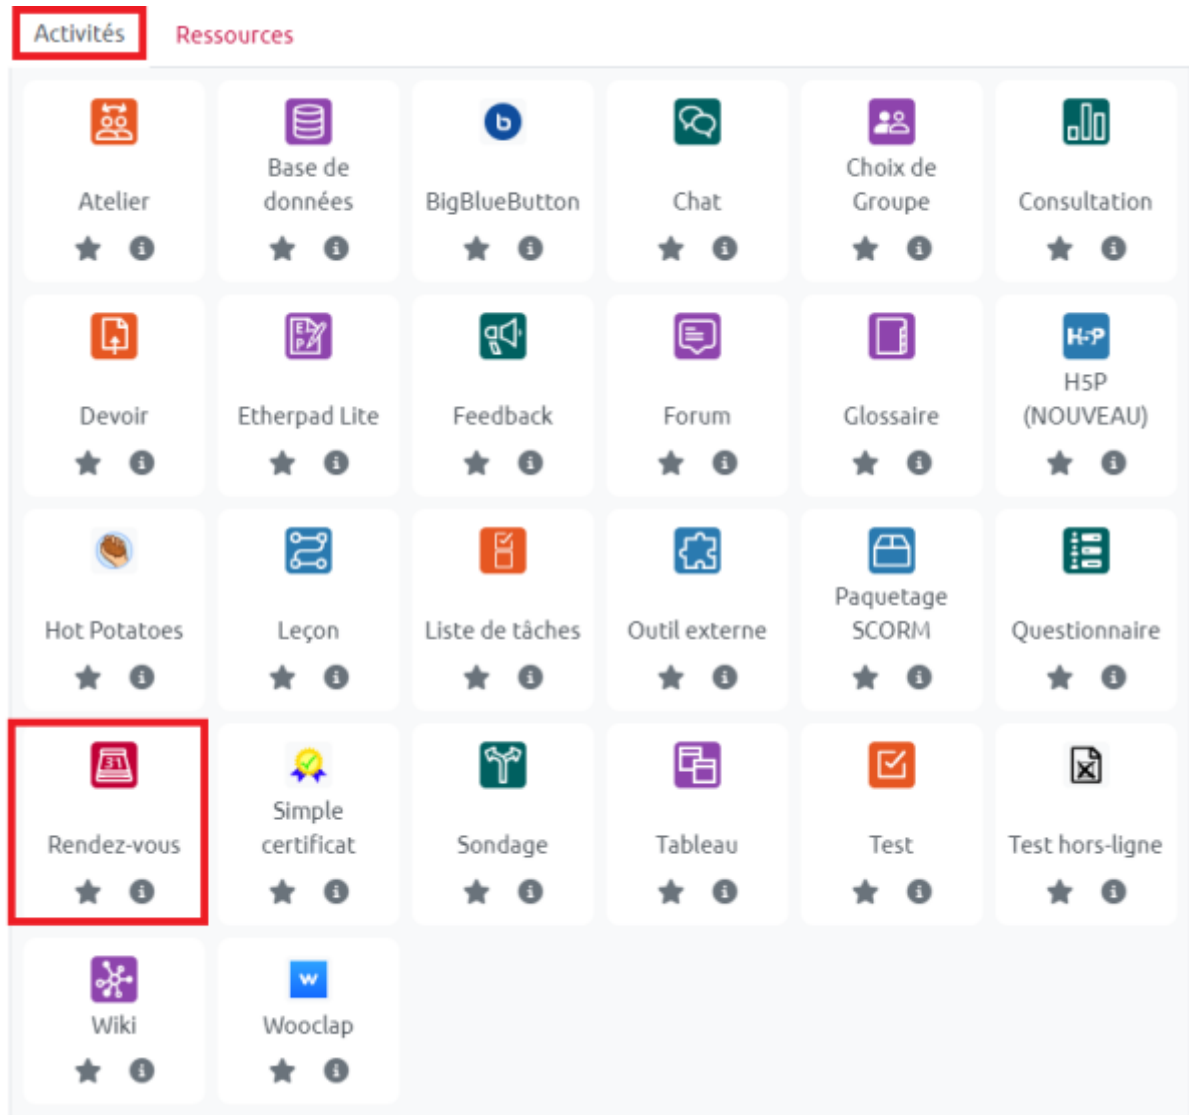 Activités
Ressources
Atelier
Base de
données
b
BigBlueButton
Chat
Choix de
Groupe
Consultation
Devoir
Etherpad Lite
Feedback
Forum
Glossaire
H5P
H5P
(NOUVEAU)
Hot Potatoes
Leçon
Liste de tâches
Outil externe
Paquetage
SCORM
Questionnaire
31
Rendez-vous
Simple
certificat
Sondage
Tableau
Test
Test hors-ligne
Wiki
w
Wooclap